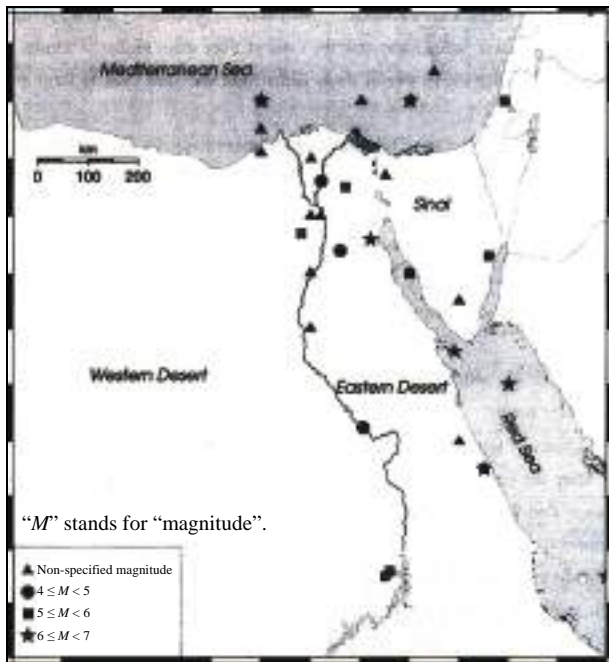 Mediterranean Sea
km
0 100 200
Sinai
Western Desert
Eastern Desert
Red Sea
“M” stands for “magnitude”.
Non-specified magnitude
4 ≤ M < 5
5 ≤ M < 6
6 ≤ M < 7